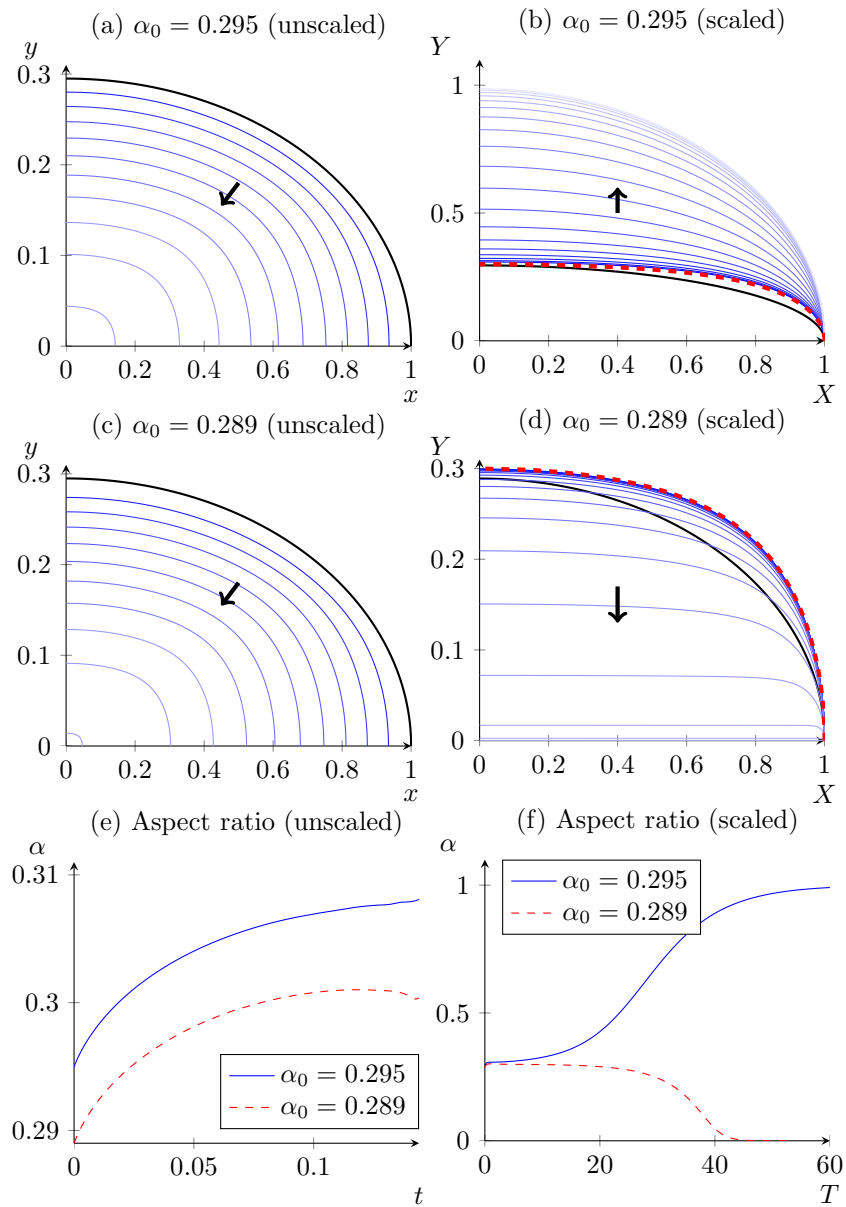 (a) α₀ = 0.295 (unscaled)
y
0.3
0.2
0.1
0
0 0.2 0.4 0.6 0.8 1
x
(b) α₀ = 0.295 (scaled)
Y
1
0.5
0
0 0.2 0.4 0.6 0.8 1
X
(c) α₀ = 0.289 (unscaled)
y
0.3
0.2
0.1
0
0 0.2 0.4 0.6 0.8 1
x
(d) α₀ = 0.289 (scaled)
Y
0.3
0.2
0.1
0
0 0.2 0.4 0.6 0.8 1
X
(e) Aspect ratio (unscaled)
α
0.31
0.3
0.29
α₀ = 0.295
α₀ = 0.289
0 0.05 0.1
t
(f) Aspect ratio (scaled)
α
1
0.5
0
α₀ = 0.295
α₀ = 0.289
0 20 40 60
T